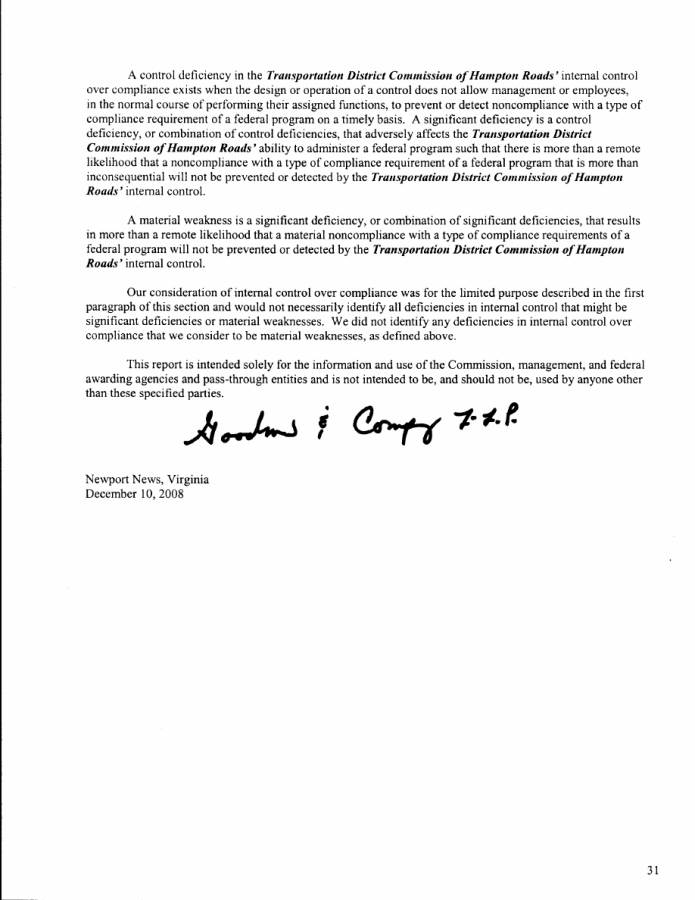 A control deficiency in the Transportation District Commission of Hampton Roads' internal control
over compliance exists when the design or operation of a control does not allow management or employees,
in the normal course of performing their assigned functions, to prevent or detect noncompliance with a type of
compliance requirement of a federal program on a timely basis. A significant deficiency is a control
deficiency, or combination of control deficiencies, that adversely affects the Transportation District
Commission of Hampton Roads' ability to administer a federal program such that there is more than a remote
likelihood that a noncompliance with a type of compliance requirement of a federal program that is more than
inconsequential will not be prevented or detected by the Transportation District Commission of Hampton
Roads' internal control.
A material weakness is a significant deficiency, or combination of significant deficiencies, that results
in more than a remote likelihood that a material noncompliance with a type of compliance requirements of a
federal program will not be prevented or detected by the Transportation District Commission of Hampton
Roads' internal control.
Our consideration of internal control over compliance was for the limited purpose described in the first
paragraph of this section and would not necessarily identify all deficiencies in internal control that might be
significant deficiencies or material weaknesses. We did not identify any deficiencies in internal control over
compliance that we consider to be material weaknesses, as defined above.
This report is intended solely for the information and use of the Commission, management, and federal
awarding agencies and pass-through entities and is not intended to be, and should not be, used by anyone other
than these specified parties.
Goodman & Company L.L.P.
Newport News, Virginia
December 10, 2008
31